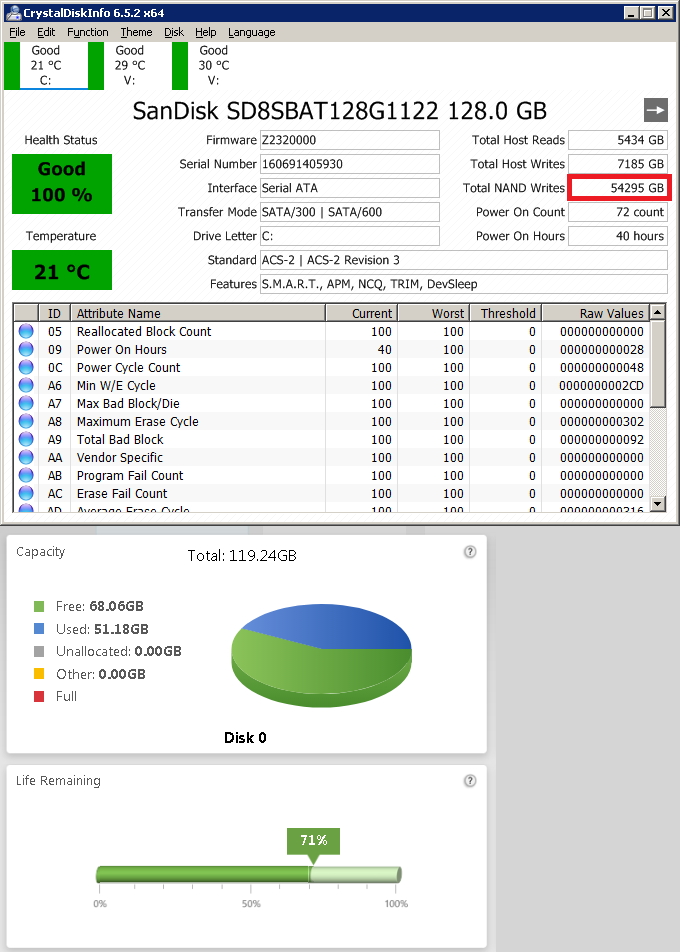 CrystalDiskInfo 6.5.2 x64
File Edit Function Theme Disk Help Language
Good Good Good
21 °C 29 °C 30 °C
C: V: V:
SanDisk SD8SBAT128G1122 128.0 GB
Health Status
Good
100 %
Temperature
21 °C
Firmware Z2320000
Serial Number 160691405930
Interface Serial ATA
Transfer Mode SATA/300 | SATA/600
Drive Letter C:
Total Host Reads 5434 GB
Total Host Writes 7185 GB
Total NAND Writes 54295 GB
Power On Count 72 count
Power On Hours 40 hours
Standard ACS-2 | ACS-2 Revision 3
Features S.M.A.R.T., APM, NCQ, TRIM, DevSleep
ID Attribute Name Current Worst Threshold Raw Values
05 Reallocated Block Count 100 100 0 000000000000
09 Power On Hours 40 100 0 000000000028
0C Power Cycle Count 100 100 0 000000000048
A6 Min W/E Cycle 100 100 0 0000000002CD
A7 Max Bad Block/Die 100 100 0 000000000000
A8 Maximum Erase Cycle 100 100 0 000000000302
A9 Total Bad Block 100 100 0 000000000092
AA Vendor Specific 100 100 0 000000000000
AB Program Fail Count 100 100 0 000000000000
AC Erase Fail Count 100 100 0 000000000000
AD Average Erase Cycle 100 100 0 000000000316
Capacity
Total: 119.24GB
?
Free: 68.06GB
Used: 51.18GB
Unallocated: 0.00GB
Other: 0.00GB
Full
Disk 0
Life Remaining
?
71%
0% 50% 100%